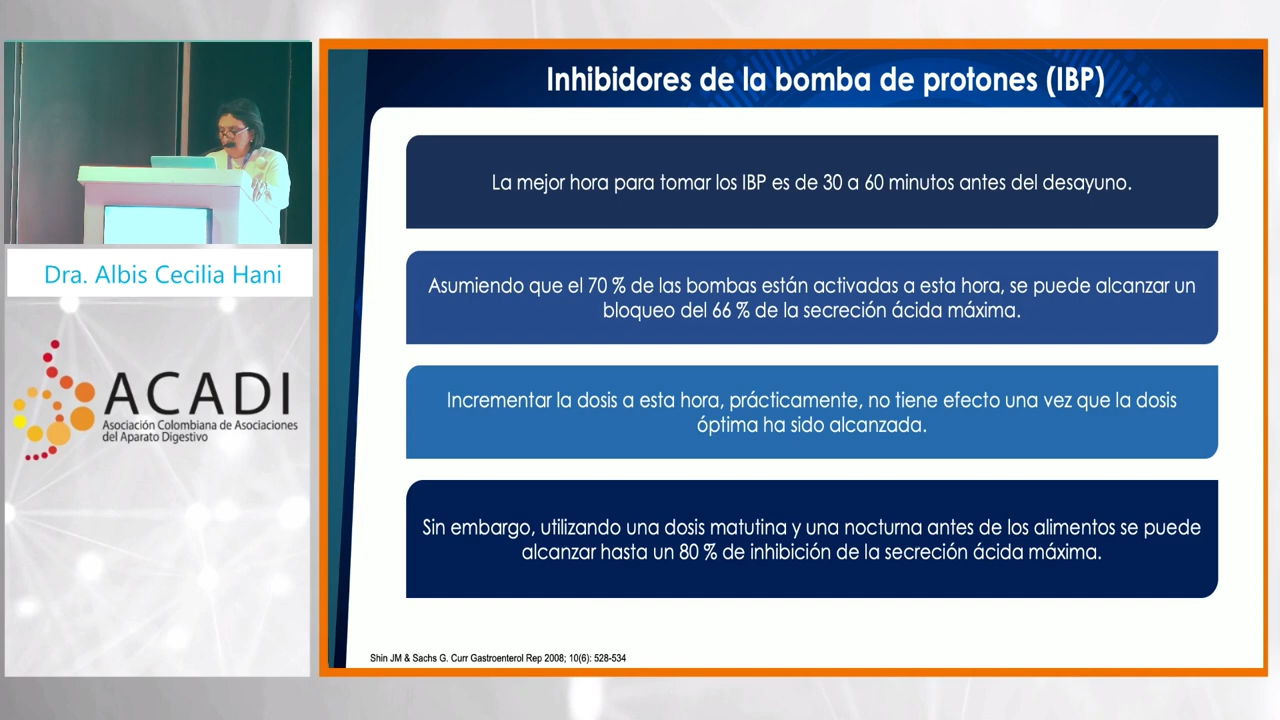 Inhibidores de la bomba de protones (IBP)
La mejor hora para tomar los IBP es de 30 a 60 minutos antes del desayuno.
Asumiendo que el 70 % de las bombas están activadas a esta hora, se puede alcanzar un
bloqueo del 66 % de la secreción ácida máxima.
Incrementar la dosis a esta hora, prácticamente, no tiene efecto una vez que la dosis
óptima ha sido alcanzada.
Sin embargo, utilizando una dosis matutina y una nocturna antes de los alimentos se puede
alcanzar hasta un 80 % de inhibición de la secreción ácida máxima.
Shin JM & Sachs G. Curr Gastroenterol Rep 2008; 10(6): 528-534
Dra. Albis Cecilia Hani
ACADI
Asociación Colombiana de Asociaciones
del Aparato Digestivo